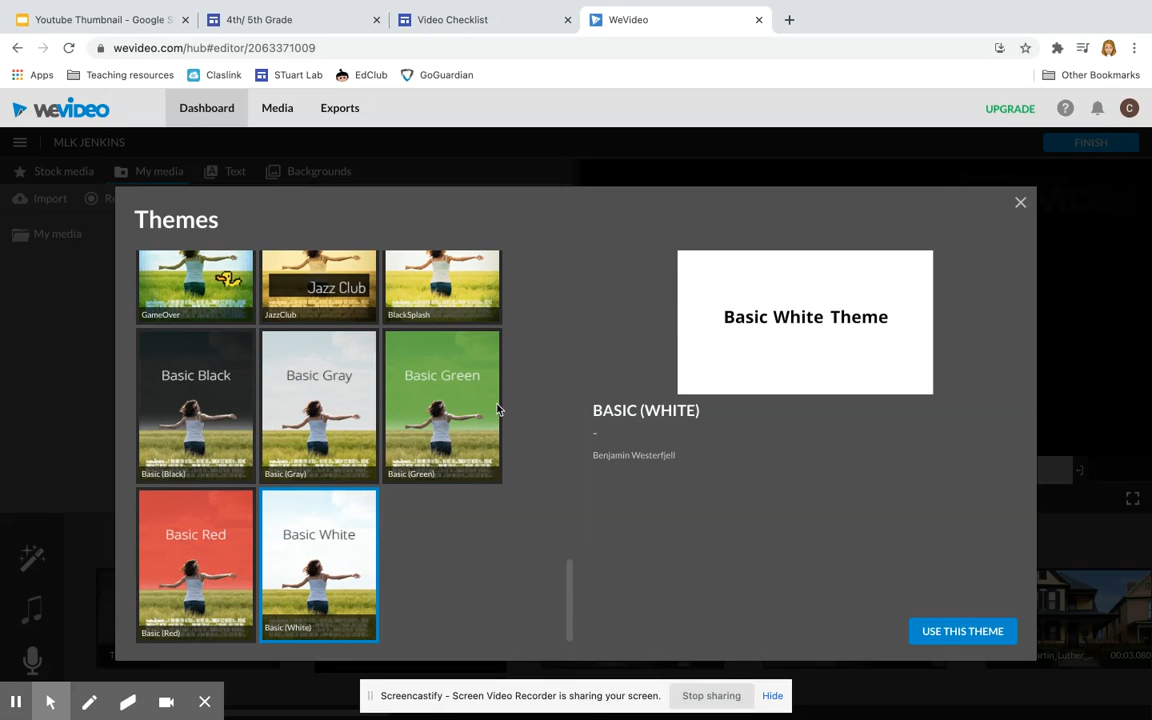 Youtube Thumbnail - Google S
4th/ 5th Grade
Video Checklist
WeVideo
wevideo.com/hub#editor/2063371009
Apps
Teaching resources
Claslink
STuart Lab
EdClub
GoGuardian
Other Bookmarks
wevideo
Dashboard
Media
Exports
UPGRADE
C
MLK JENKINS
FINISH
Stock media
My media
Text
Backgrounds
Import
My media
Themes
Jazz Club
GameOver
JazzClub
BlackSplash
Basic White Theme
Basic Black
Basic Gray
Basic Green
BASIC (WHITE)
-
Benjamin Westerfjell
Basic (Black)
Basic (Gray)
Basic (Green)
Basic Red
Basic White
Basic (Red)
Basic (White)
USE THIS THEME
artin_Luther_...
00:03.080
Screencastify - Screen Video Recorder is sharing your screen.
Stop sharing
Hide